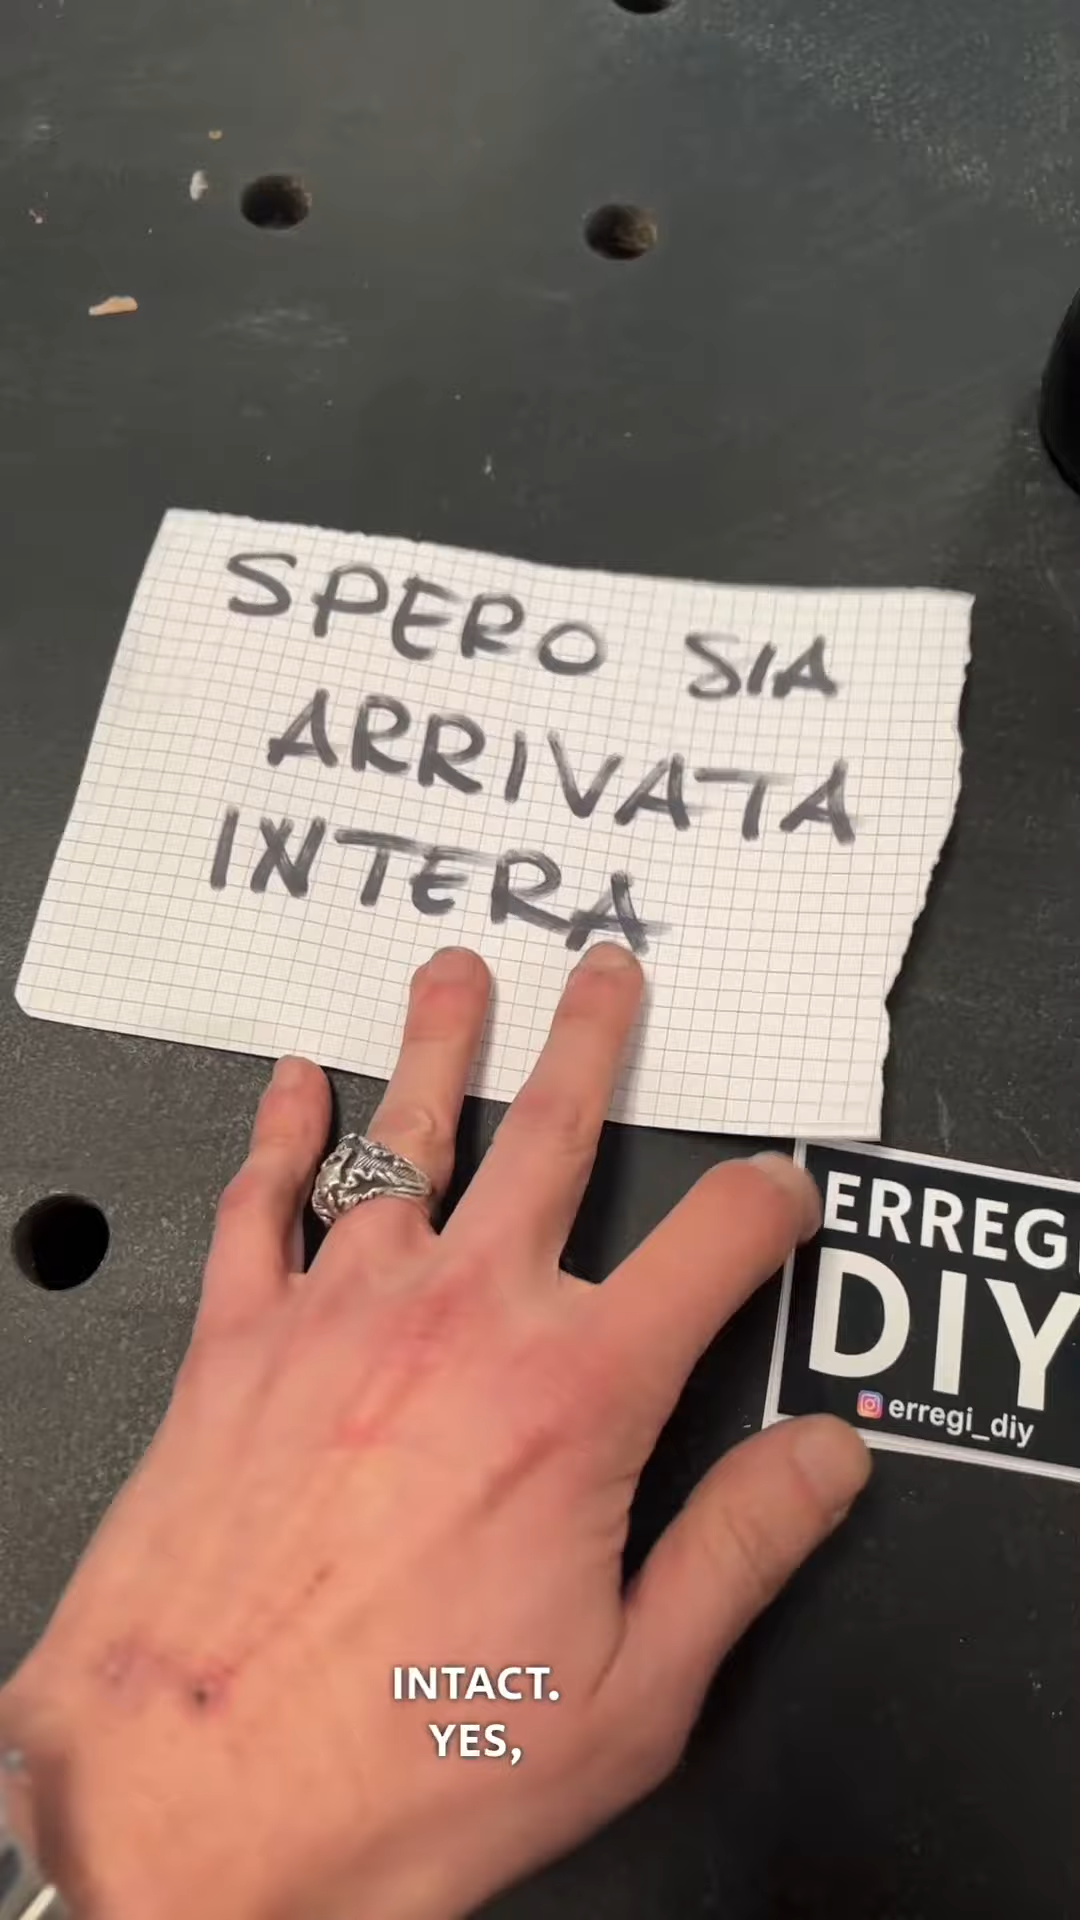 SPERO SIA
ARRIVATA
INTERA
ERREGI
DIY
erregi_diy
INTACT.
YES,